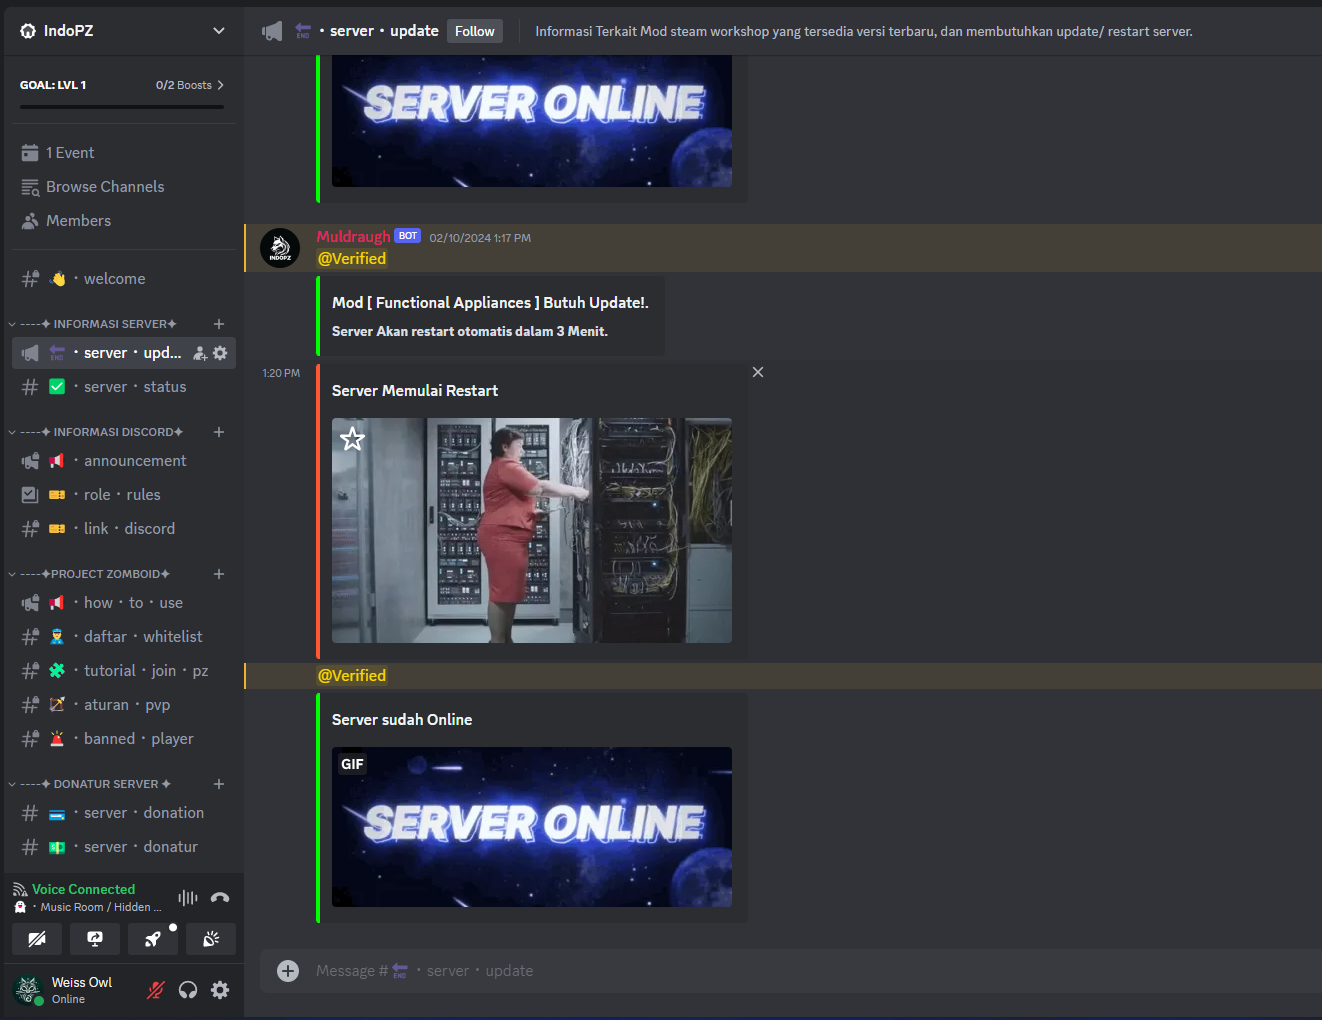 IndoPZ
GOAL: LVL 1
0/2 Boosts
1 Event
Browse Channels
Members
welcome
----✦ INFORMASI SERVER✦
END・server・upd...
server・status
----✦ INFORMASI DISCORD✦
announcement
role・rules
link・discord
----✦PROJECT ZOMBOID✦
how・to・use
daftar・whitelist
tutorial・join・pz
aturan・pvp
banned・player
----✦ DONATUR SERVER ✦
server・donation
server・donatur
Voice Connected
・Music Room / Hidden ...
Weiss Owl
Online
END・server・update
Follow
Informasi Terkait Mod steam workshop yang tersedia versi terbaru, dan membutuhkan update/ restart server.
SERVER ONLINE
INDOPZ
Muldraugh BOT 02/10/2024 1:17 PM
@Verified
Mod [ Functional Appliances ] Butuh Update!.
Server Akan restart otomatis dalam 3 Menit.
1:20 PM
Server Memulai Restart
@Verified
Server sudah Online
GIF
SERVER ONLINE
Message #END・server・update